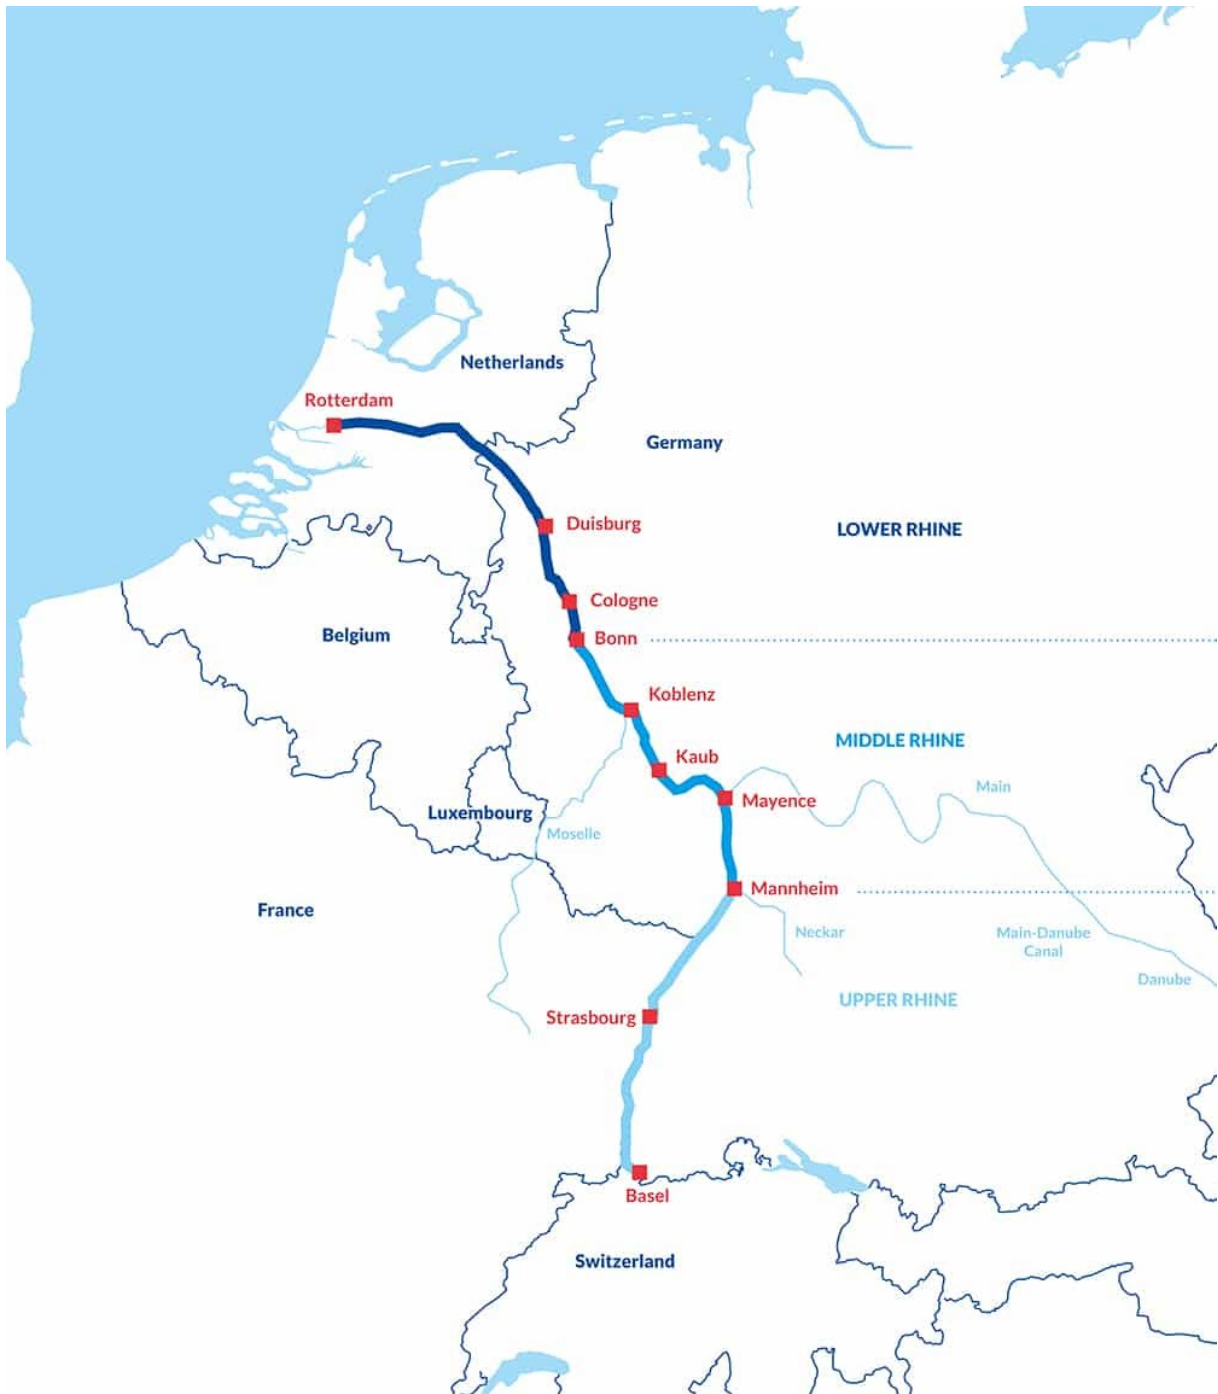 Netherlands
Rotterdam
Germany
Duisburg
LOWER RHINE
Cologne
Belgium
Bonn
Koblenz
MIDDLE RHINE
Kaub
Main
Mayence
Luxembourg
Moselle
Mannheim
France
Neckar
Main-Danube
Canal
Danube
UPPER RHINE
Strasbourg
Basel
Switzerland